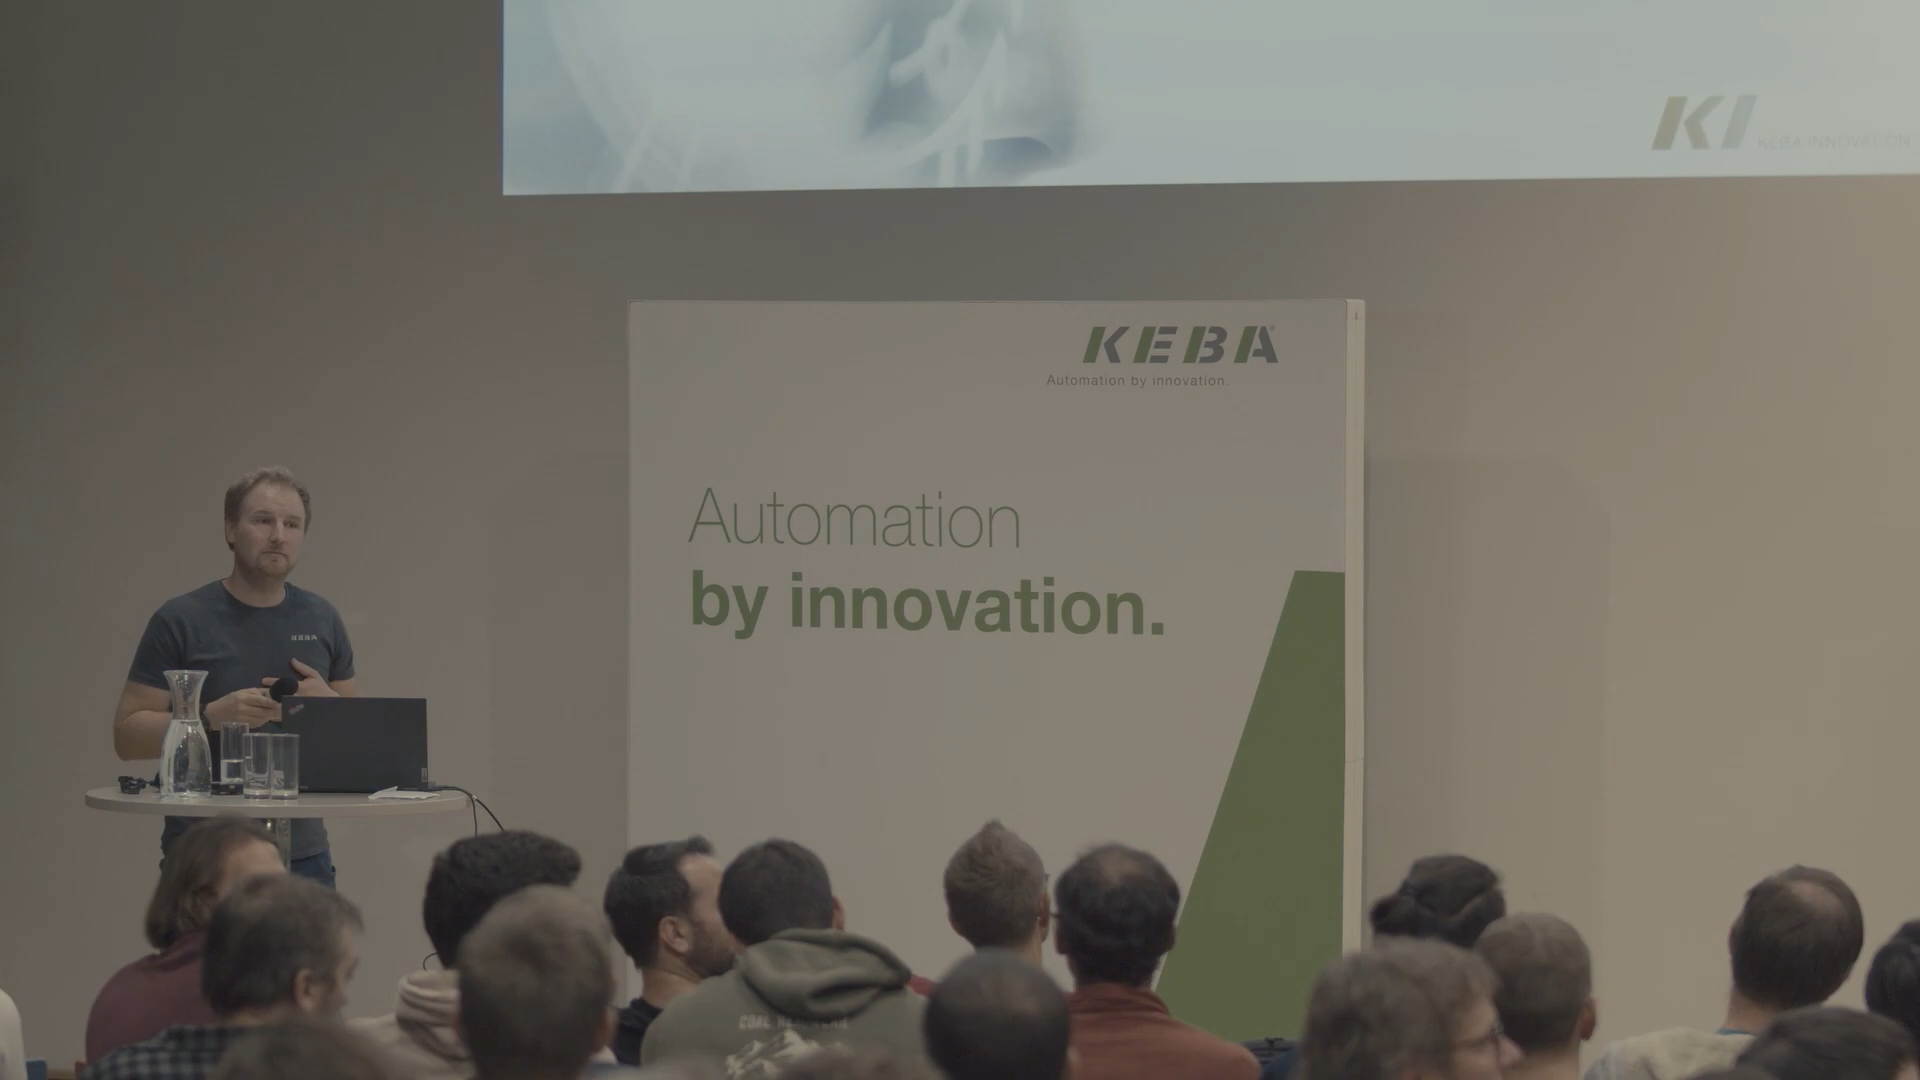 KI KEBA INNOVATION
KEBA
Automation by innovation.
Automation
by innovation.
KEBA